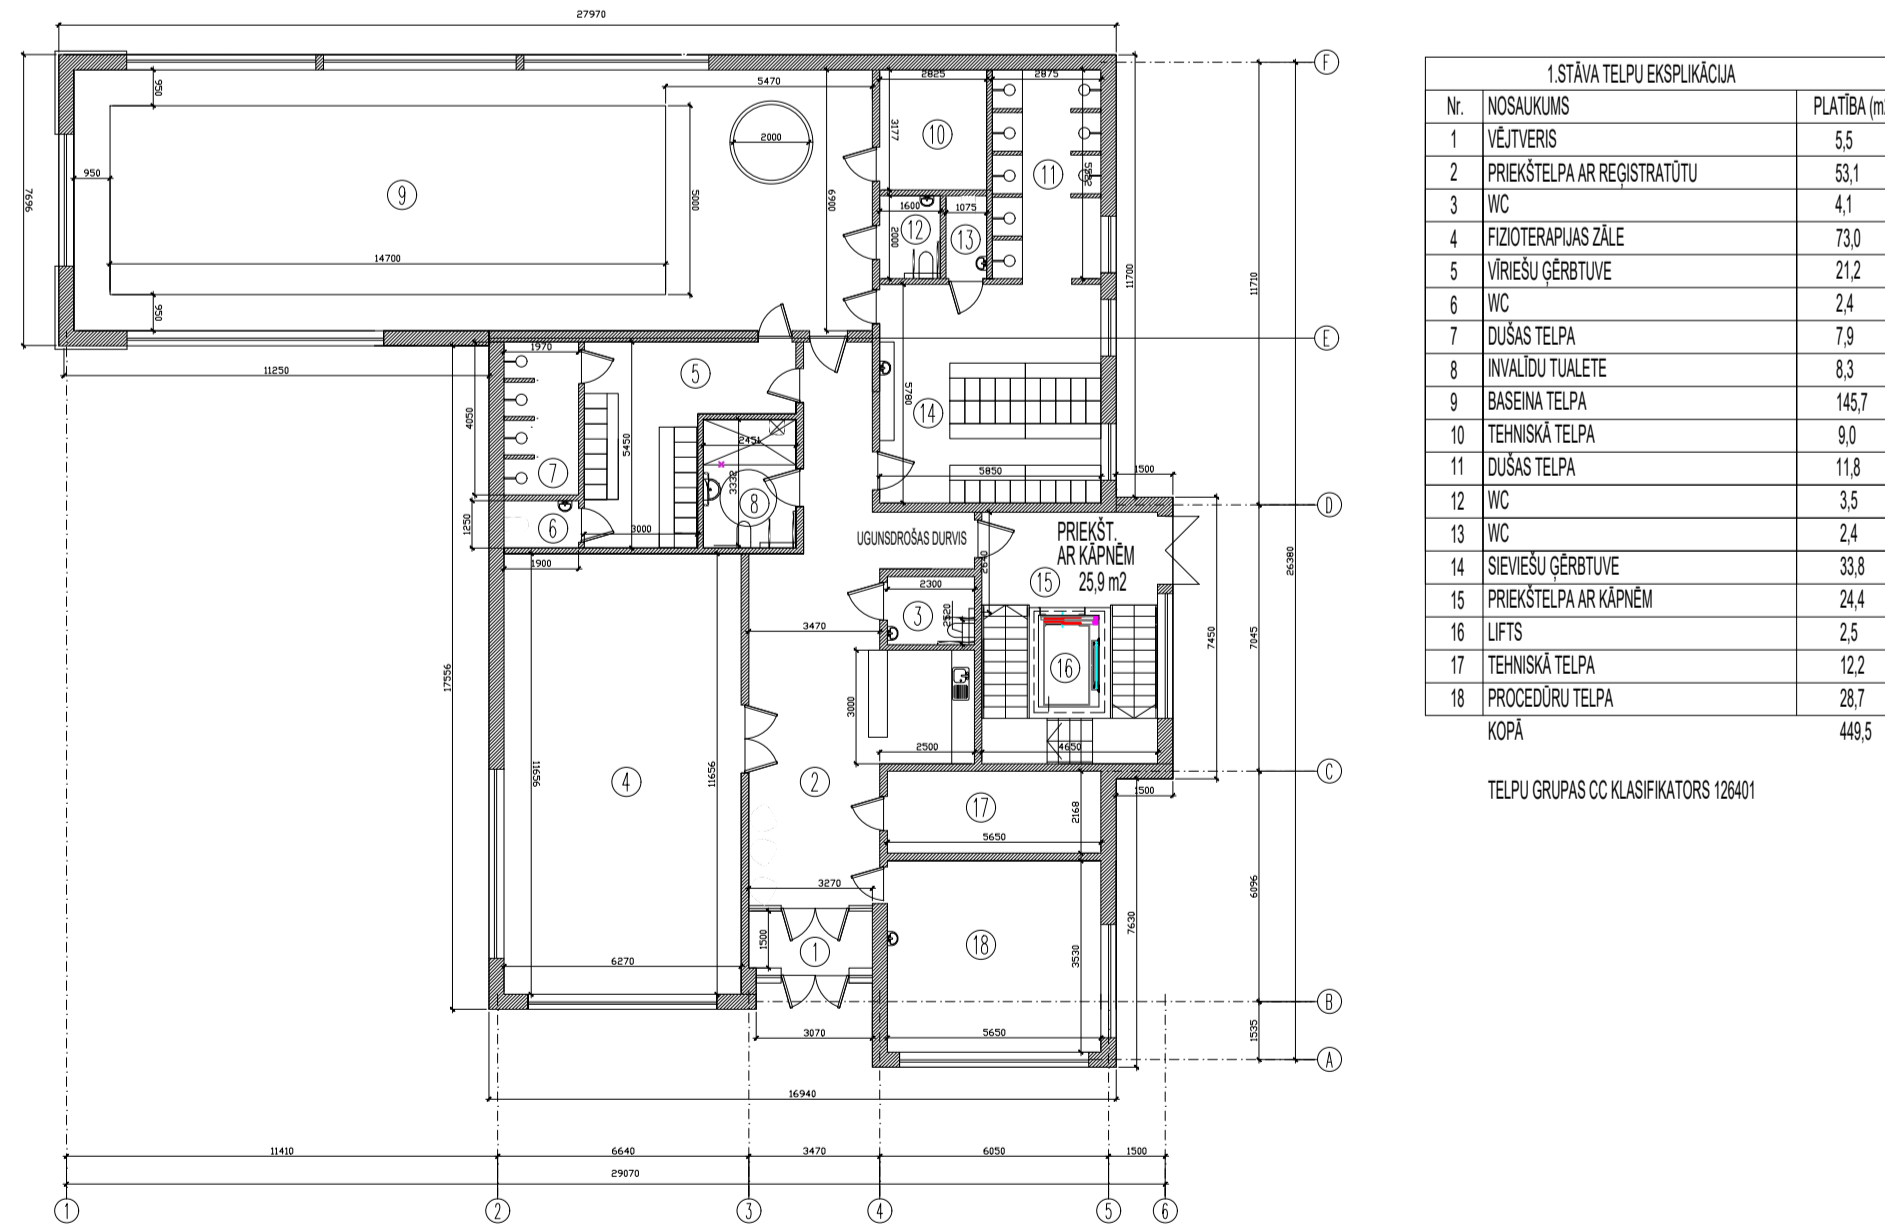 27970
7696
950
5470
2825
2875
3177
2000
950
5000
6900
14700
950
9
10
11
1600
1075
2000
12
13
11700
11710
F
E
11250
1970
5
4050
5450
2451
3332
7
8
6
1250
3000
1900
5780
14
5850
1500
D
UGUNSDROŠAS DURVIS
PRIEKŠT.
AR KĀPNĒM
25,9 m2
15
2640
2300
3
2520
3470
16
7450
7045
26380
17556
3000
2500
4650
11656
11656
4
2
C
1500
17
2168
5650
3270
6096
7630
1500
1
18
3530
6270
3070
5650
B
1535
A
16940
11410
6640
3470
6050
1500
29070
1
2
3
4
5
6
1.STĀVA TELPU EKSPLIKĀCIJA
Nr. NOSAUKUMS PLATĪBA (m
1 VĒJTVERIS 5,5
2 PRIEKŠTELPA AR REĢISTRATŪTU 53,1
3 WC 4,1
4 FIZIOTERAPIJAS ZĀLE 73,0
5 VĪRIEŠU ĢĒRBTUVE 21,2
6 WC 2,4
7 DUŠAS TELPA 7,9
8 INVALĪDU TUALETE 8,3
9 BASEINA TELPA 145,7
10 TEHNISKĀ TELPA 9,0
11 DUŠAS TELPA 11,8
12 WC 3,5
13 WC 2,4
14 SIEVIEŠU ĢĒRBTUVE 33,8
15 PRIEKŠTELPA AR KĀPNĒM 24,4
16 LIFTS 2,5
17 TEHNISKĀ TELPA 12,2
18 PROCEDŪRU TELPA 28,7
KOPĀ 449,5
TELPU GRUPAS CC KLASIFIKATORS 126401